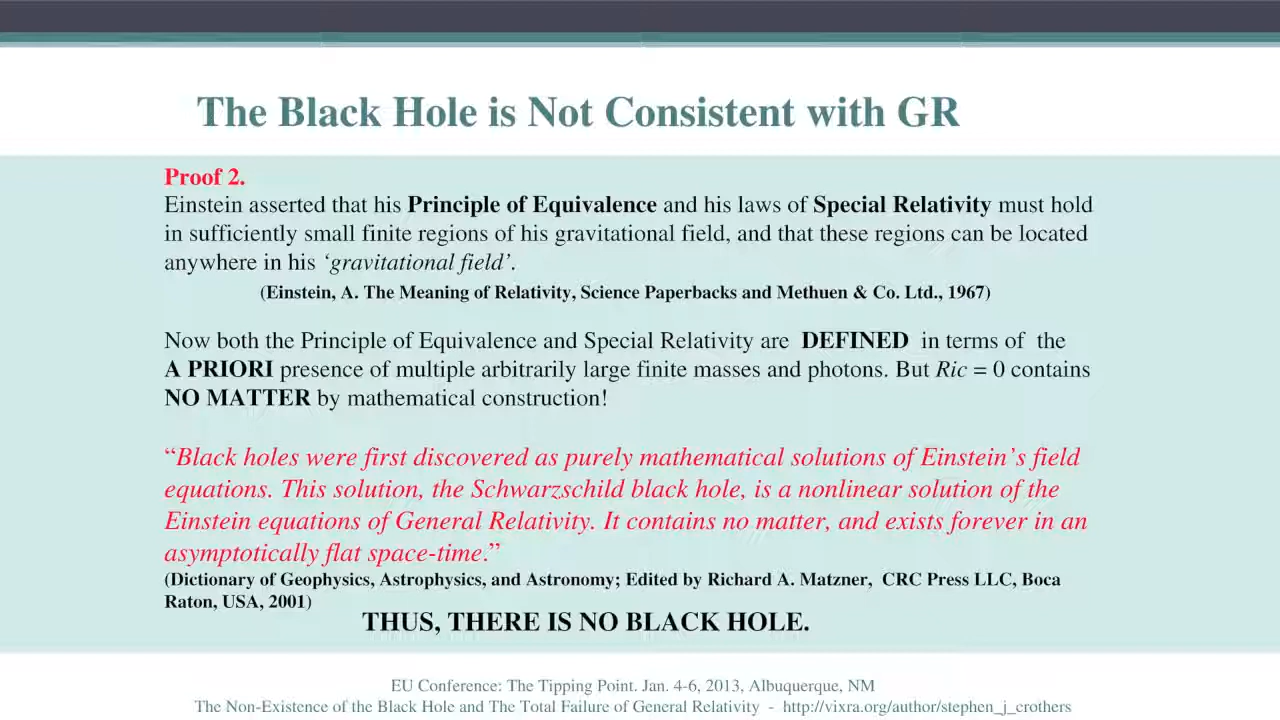 The Black Hole is Not Consistent with GR
Proof 2.
Einstein asserted that his Principle of Equivalence and his laws of Special Relativity must hold
in sufficiently small finite regions of his gravitational field, and that these regions can be located
anywhere in his ‘gravitational field’.
(Einstein, A. The Meaning of Relativity, Science Paperbacks and Methuen & Co. Ltd., 1967)
Now both the Principle of Equivalence and Special Relativity are DEFINED in terms of the
A PRIORI presence of multiple arbitrarily large finite masses and photons. But Ric = 0 contains
NO MATTER by mathematical construction!
“Black holes were first discovered as purely mathematical solutions of Einstein’s field
equations. This solution, the Schwarzschild black hole, is a nonlinear solution of the
Einstein equations of General Relativity. It contains no matter, and exists forever in an
asymptotically flat space-time.”
(Dictionary of Geophysics, Astrophysics, and Astronomy; Edited by Richard A. Matzner, CRC Press LLC, Boca
Raton, USA, 2001)
THUS, THERE IS NO BLACK HOLE.
EU Conference: The Tipping Point. Jan. 4-6, 2013, Albuquerque, NM
The Non-Existence of the Black Hole and The Total Failure of General Relativity - http://vixra.org/author/stephen_j_crothers